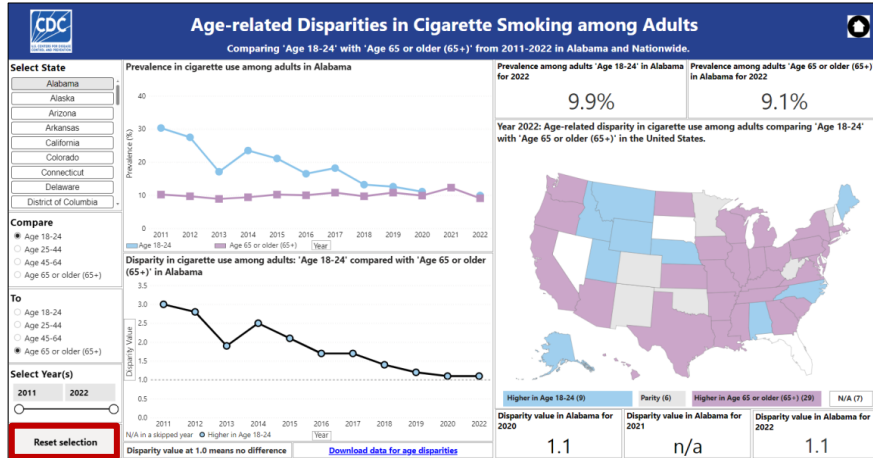 CDC
U.S. CENTERS FOR DISEASE
CONTROL AND PREVENTION
Age-related Disparities in Cigarette Smoking among Adults
Comparing 'Age 18-24' with 'Age 65 or older (65+)' from 2011-2022 in Alabama and Nationwide.
Select State
Alabama
Alaska
Arizona
Arkansas
California
Colorado
Connecticut
Delaware
District of Columbia
Compare
Age 18-24
Age 25-44
Age 45-64
Age 65 or older (65+)
To
Age 18-24
Age 25-44
Age 45-64
Age 65 or older (65+)
Select Year(s)
2011 2022
Reset selection
Prevalence in cigarette use among adults in Alabama
Prevalence (%)
40
30
20
10
0
2011 2012 2013 2014 2015 2016 2017 2018 2019 2020 2021 2022
Age 18-24 Age 65 or older (65+) Year
Disparity in cigarette use among adults: 'Age 18-24' compared with 'Age 65 or older
(65+)' in Alabama
Disparity Value
3.5
3.0
2.5
2.0
1.5
1.0
0.5
0.0
2011 2012 2013 2014 2015 2016 2017 2018 2019 2020 2021 2022
N/A in a skipped year Higher in Age 18-24 Year
Disparity value at 1.0 means no difference
Download data for age disparities
Prevalence among adults 'Age 18-24' in Alabama
for 2022
9.9%
Prevalence among adults 'Age 65 or older (65+)'
in Alabama for 2022
9.1%
Year 2022: Age-related disparity in cigarette use among adults comparing 'Age 18-24'
with 'Age 65 or older (65+)' in the United States.
Higher in Age 18-24 (9) Parity (6) Higher in Age 65 or older (65+) (29) N/A (7)
Disparity value in Alabama for
2020
1.1
Disparity value in Alabama for
2021
n/a
Disparity value in Alabama for
2022
1.1